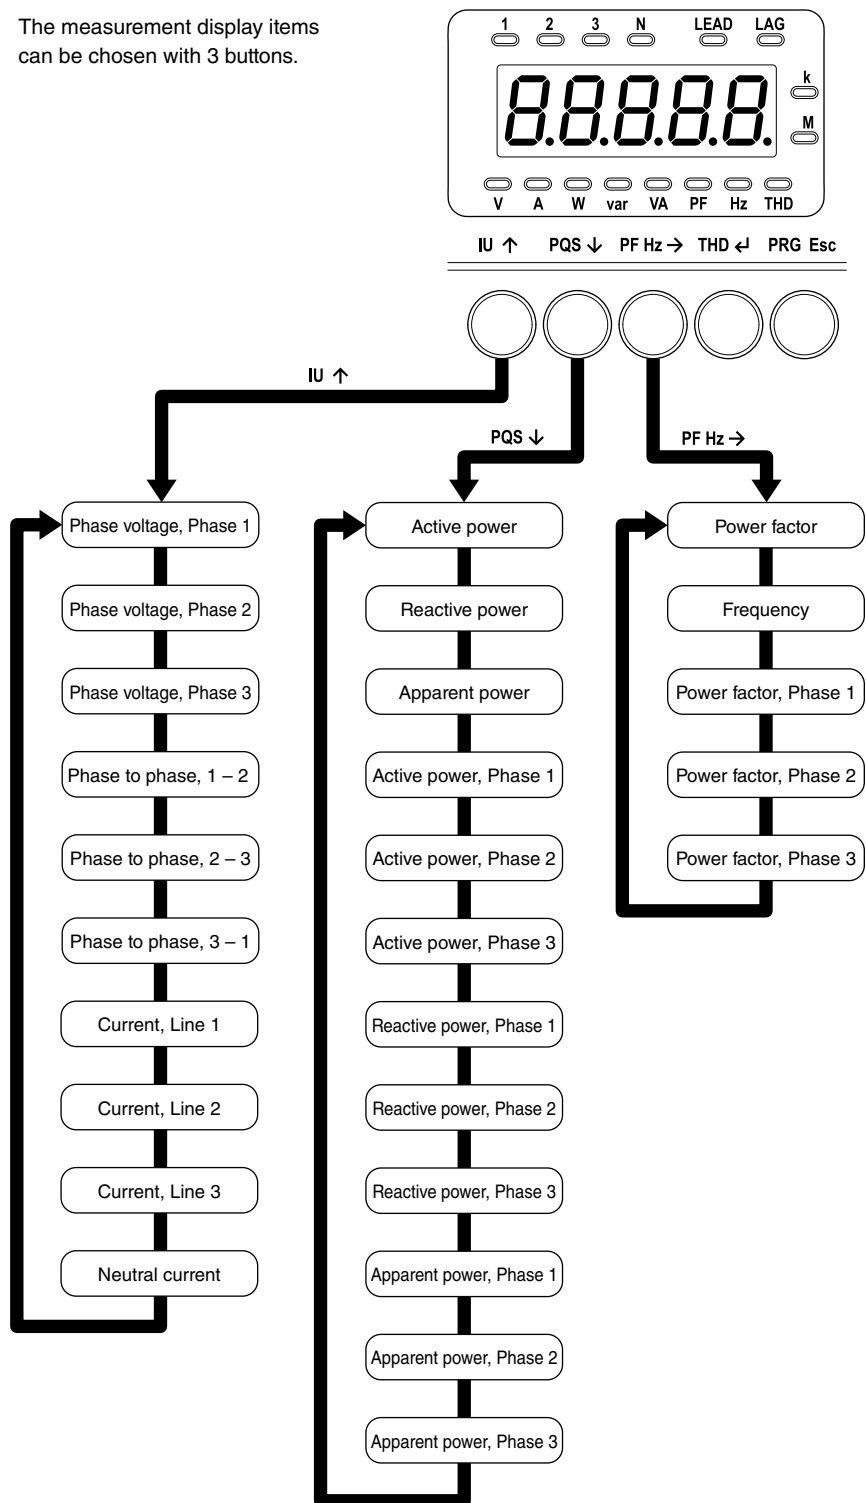 The measurement display items
can be chosen with 3 buttons.
1 2 3 N LEAD LAG
8.8.8.8.8.
k
M
V A W var VA PF Hz THD
IU ↑ PQS ↓ PF Hz → THD ↵ PRG Esc
IU ↑
PQS ↓ PF Hz →
Phase voltage, Phase 1
Phase voltage, Phase 2
Phase voltage, Phase 3
Phase to phase, 1 – 2
Phase to phase, 2 – 3
Phase to phase, 3 – 1
Current, Line 1
Current, Line 2
Current, Line 3
Neutral current
Active power
Reactive power
Apparent power
Active power, Phase 1
Active power, Phase 2
Active power, Phase 3
Reactive power, Phase 1
Reactive power, Phase 2
Reactive power, Phase 3
Apparent power, Phase 1
Apparent power, Phase 2
Apparent power, Phase 3
Power factor
Frequency
Power factor, Phase 1
Power factor, Phase 2
Power factor, Phase 3